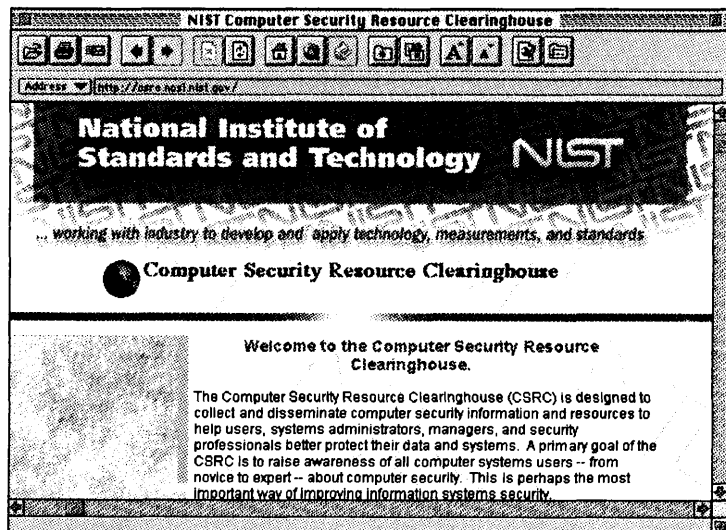 NIST Computer Security Resource Clearinghouse
Address http://csrc.ncsl.nist.gov/
National Institute of
Standards and Technology
NIST
... working with industry to develop and apply technology, measurements, and standards
Computer Security Resource Clearinghouse
Welcome to the Computer Security Resource
Clearinghouse.
The Computer Security Resource Clearinghouse (CSRC) is designed to
collect and disseminate computer security information and resources to
help users, systems administrators, managers, and security
professionals better protect their data and systems. A primary goal of the
CSRC is to raise awareness of all computer systems users -- from
novice to expert -- about computer security. This is perhaps the most
important way of improving information systems security.